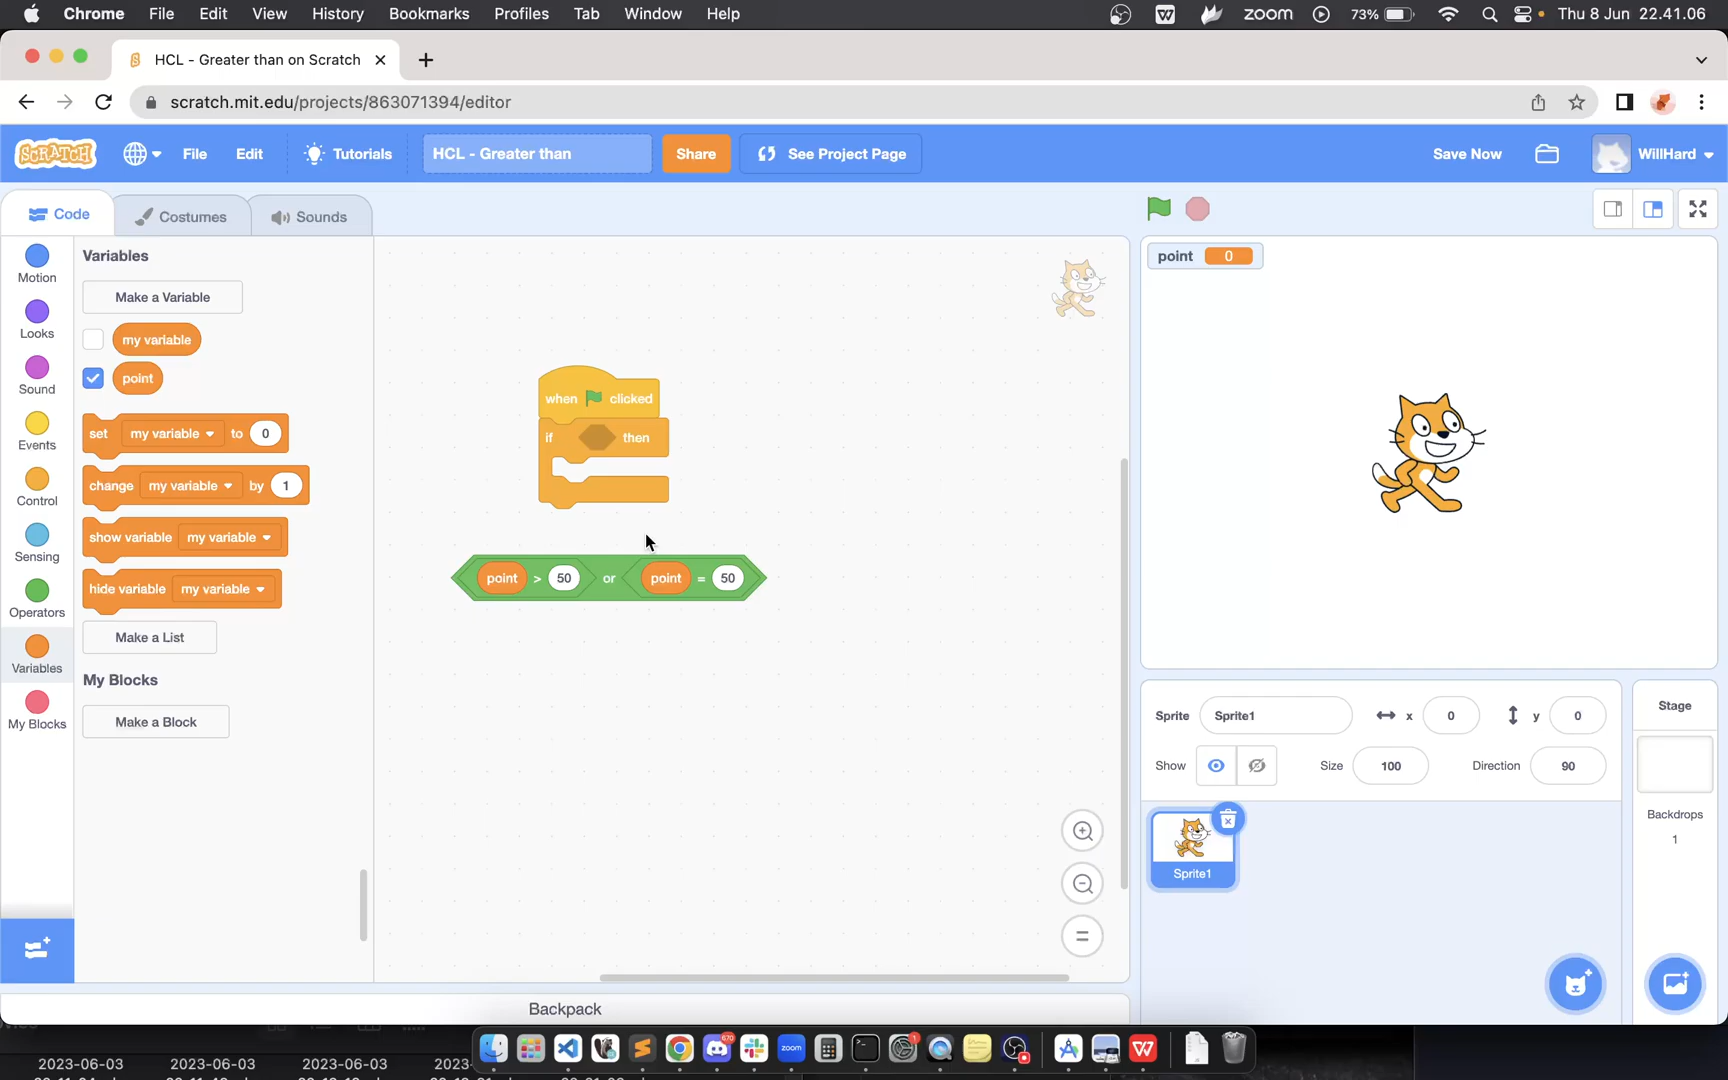 Chrome File Edit View History Bookmarks Profiles Tab Window Help zoom 73% Thu 8 Jun 22.41.06
HCL - Greater than on Scratch
scratch.mit.edu/projects/863071394/editor
SCRATCH File Edit Tutorials HCL - Greater than Share See Project Page Save Now WillHard
Code Costumes Sounds
Motion
Looks
Sound
Events
Control
Sensing
Operators
Variables
My Blocks
Variables
Make a Variable
my variable
point
set my variable to 0
change my variable by 1
show variable my variable
hide variable my variable
Make a List
My Blocks
Make a Block
when clicked
if then
point > 50 or point = 50
point 0
Sprite Sprite1 x 0 y 0
Show Size 100 Direction 90
Sprite1
Stage
Backdrops
1
Backpack
zoom
2023-06-03 2023-06-03 2023-06-03